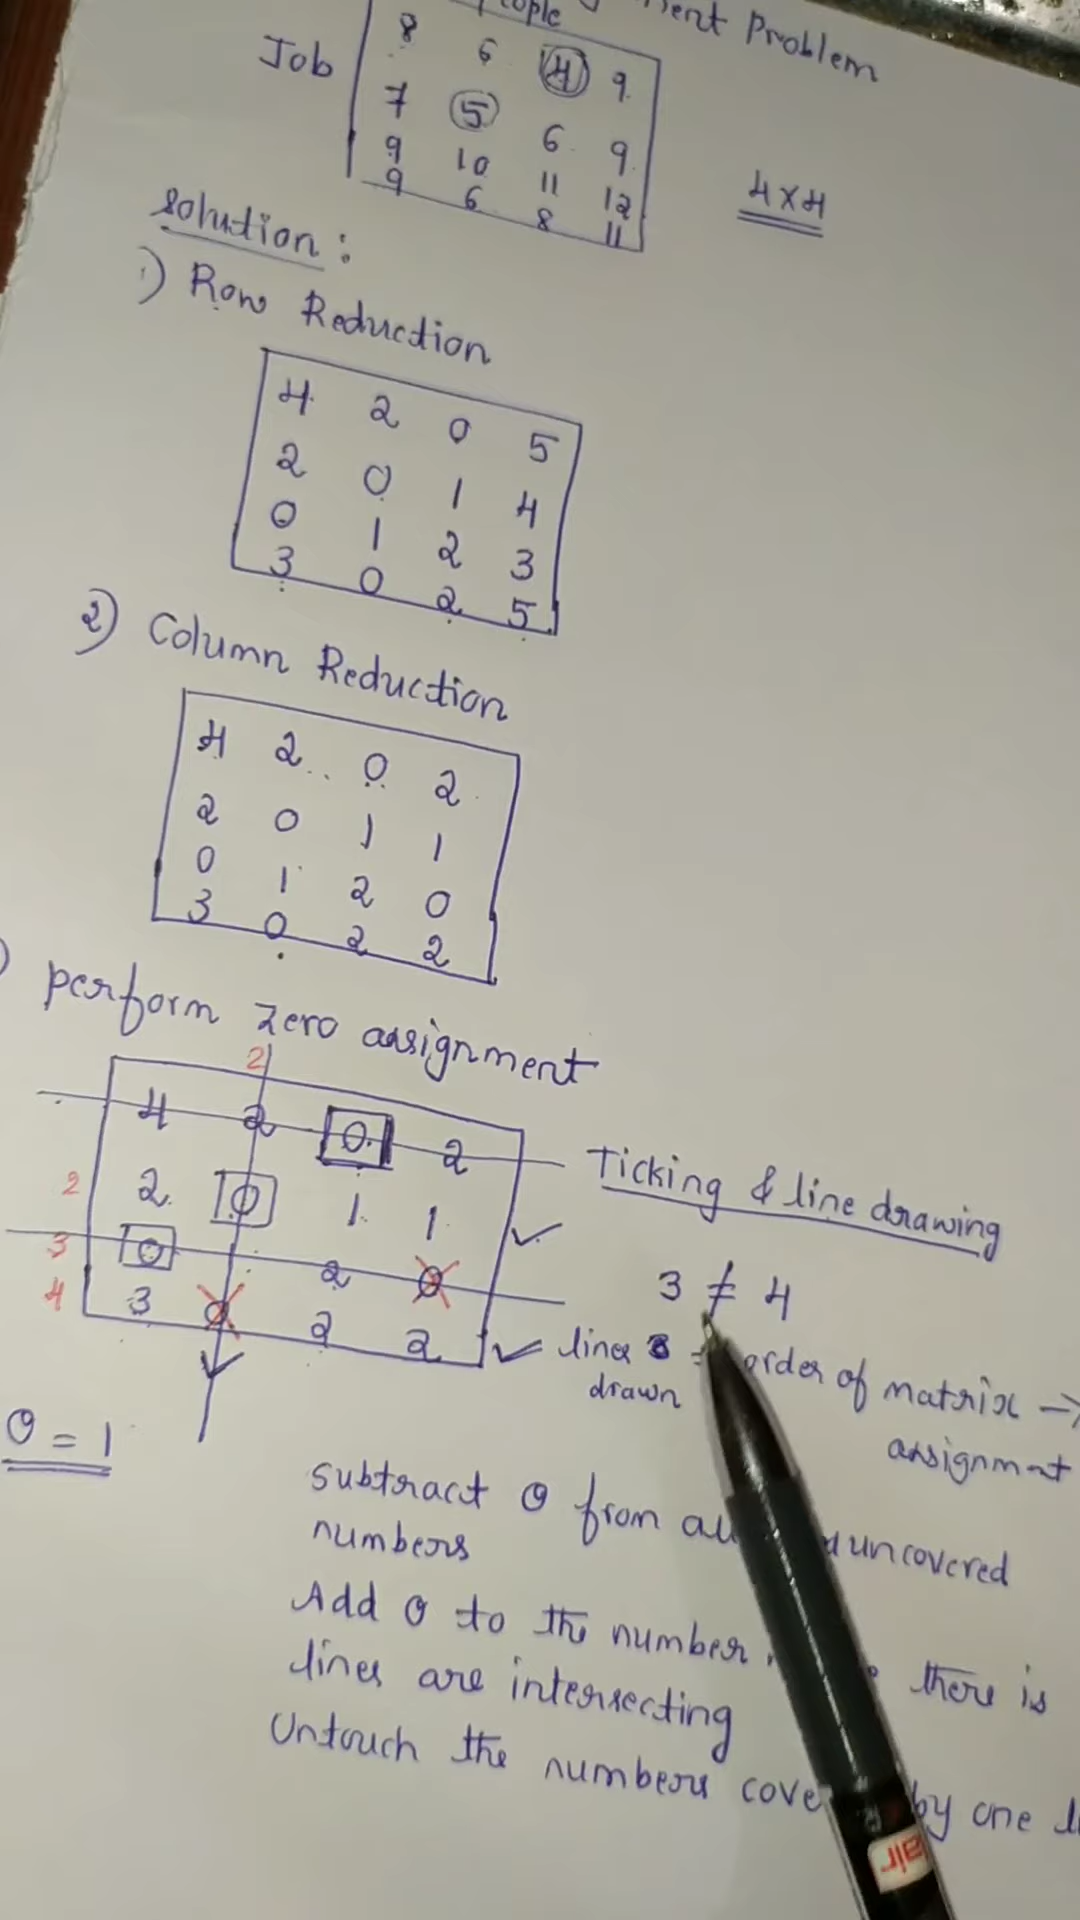 Problem
Job
8 6 4 9
7 5 6 9
9 10 11 12
9 6 8 11
4 x 4
Solution :
1) Row Reduction
4 2 0 5
2 0 1 4
0 1 2 3
3 0 2 5
2) Column Reduction
4 2 0 2
2 0 1 1
0 1 2 0
3 0 2 2
perform zero assignment
2
4 2 0 2
2 2 0 1 1
3 0 2 0
4 3 0 2 2
Ticking & line drawing
3 ≠ 4
lines = order of matrix →
drawn
assignment
θ = 1
subtract θ from uncovered
numbers
Add θ to the number there is
lines are intersecting
Untouch the numbers by one